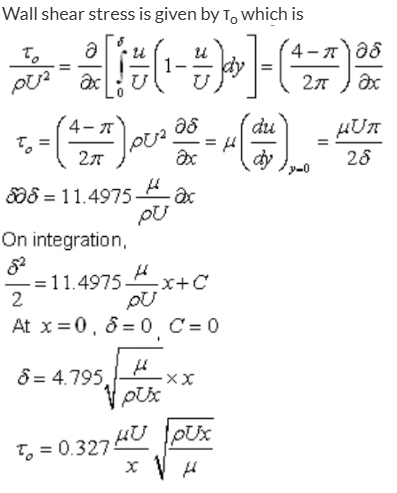 Wall shear stress is given by τₒ which is
τₒ/ρU² = ∂/∂x [∫₀^δ u/U (1 − u/U) dy] = ((4 − π)/2π) ∂δ/∂x
τₒ = ((4 − π)/2π) ρU² ∂δ/∂x = μ (du/dy)_y=0 = μUπ/2δ
δ∂δ = 11.4975 μ/ρU ∂x
On integration,
δ²/2 = 11.4975 μ/ρU x + C
At x = 0 , δ = 0 , C = 0
δ = 4.795 √(μ/ρUx) × x
τₒ = 0.327 μU/x √(ρUx/μ)